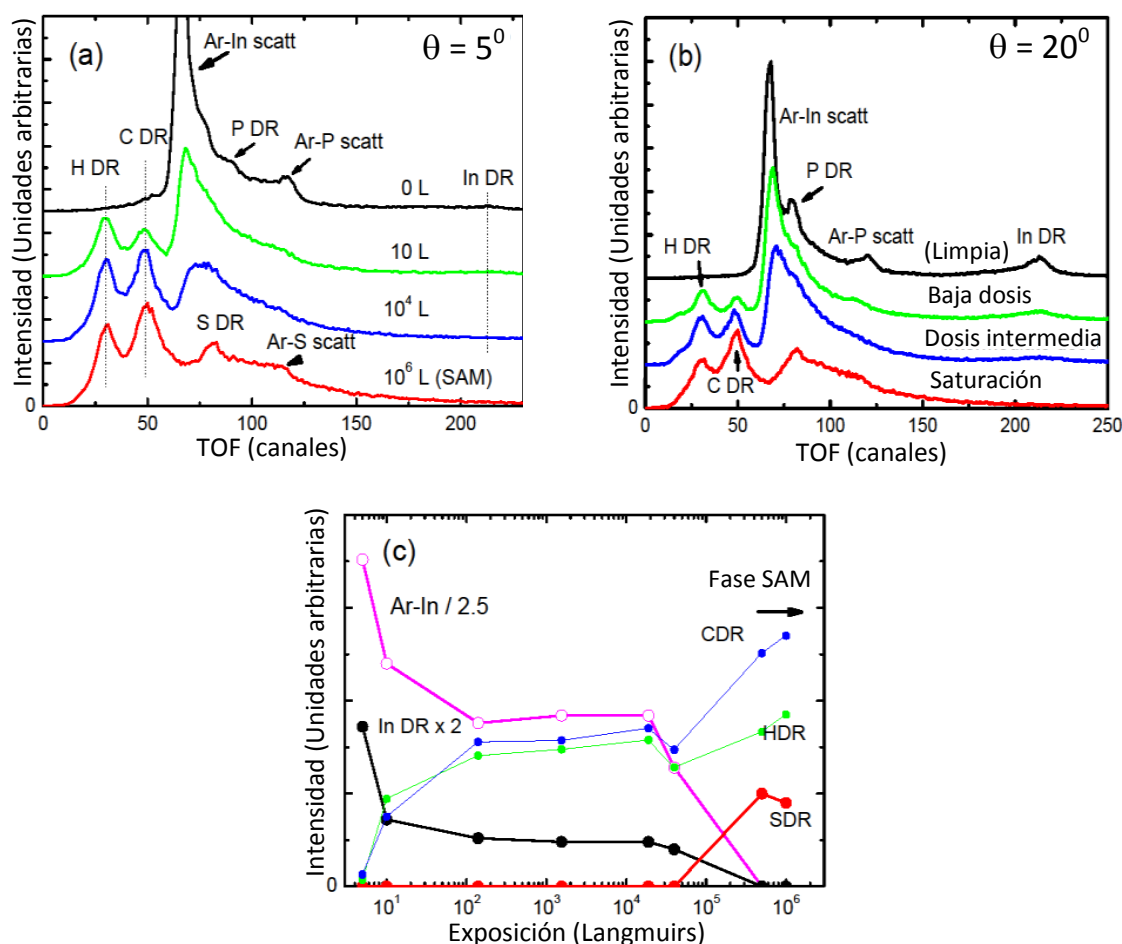 (a)
θ = 5⁰
Ar-In scatt
P DR
Ar-P scatt
C DR
H DR
In DR
0 L
10 L
10⁴ L
S DR
Ar-S scatt
10⁶ L (SAM)
Intensidad (Unidades arbitrarias)
0
0 50 100 150 200
TOF (canales)
(b)
θ = 20⁰
Ar-In scatt
P DR
H DR
Ar-P scatt
(Limpia)
In DR
Baja dosis
Dosis intermedia
C DR
Saturación
Intensidad (Unidades arbitrarias)
0
0 50 100 150 200 250
TOF (canales)
(c)
Fase SAM
Ar-In / 2.5
CDR
In DR x 2
HDR
SDR
Intensidad (Unidades arbitrarias)
0
10¹ 10² 10³ 10⁴ 10⁵ 10⁶
Exposición (Langmuirs)